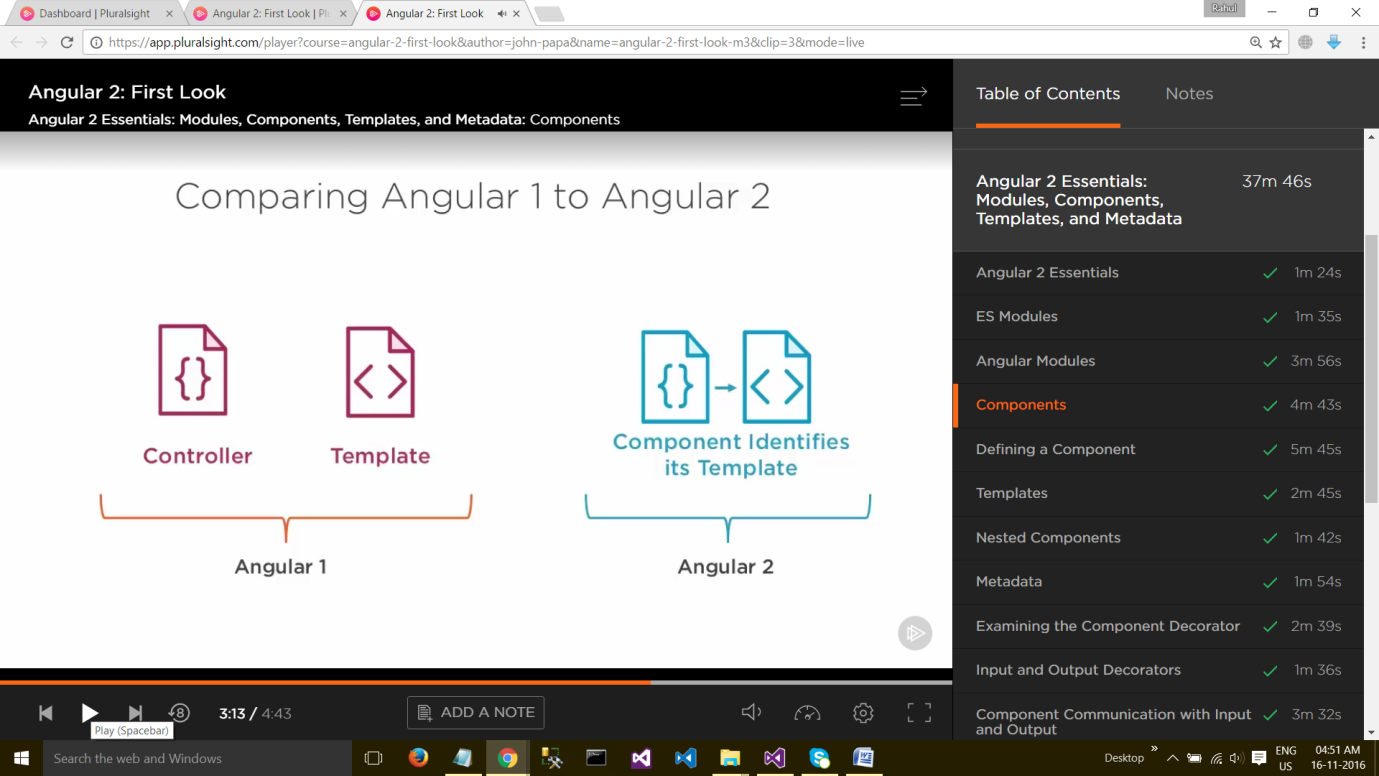 Dashboard | Pluralsight
Angular 2: First Look | Pl
Angular 2: First Look
Rahul
https://app.pluralsight.com/player?course=angular-2-first-look&author=john-papa&name=angular-2-first-look-m3&clip=3&mode=live
Angular 2: First Look
Angular 2 Essentials: Modules, Components, Templates, and Metadata: Components
Comparing Angular 1 to Angular 2
{}
< >
{}
< >
Controller
Template
Component Identifies
its Template
Angular 1
Angular 2
8
3:13 / 4:43
ADD A NOTE
Play (Spacebar)
Table of Contents
Notes
Angular 2 Essentials:
Modules, Components,
Templates, and Metadata
37m 46s
Angular 2 Essentials 1m 24s
ES Modules 1m 35s
Angular Modules 3m 56s
Components 4m 43s
Defining a Component 5m 45s
Templates 2m 45s
Nested Components 1m 42s
Metadata 1m 54s
Examining the Component Decorator 2m 39s
Input and Output Decorators 1m 36s
Component Communication with Input
and Output
3m 32s
Search the web and Windows
Desktop
ENG
US
04:51 AM
16-11-2016